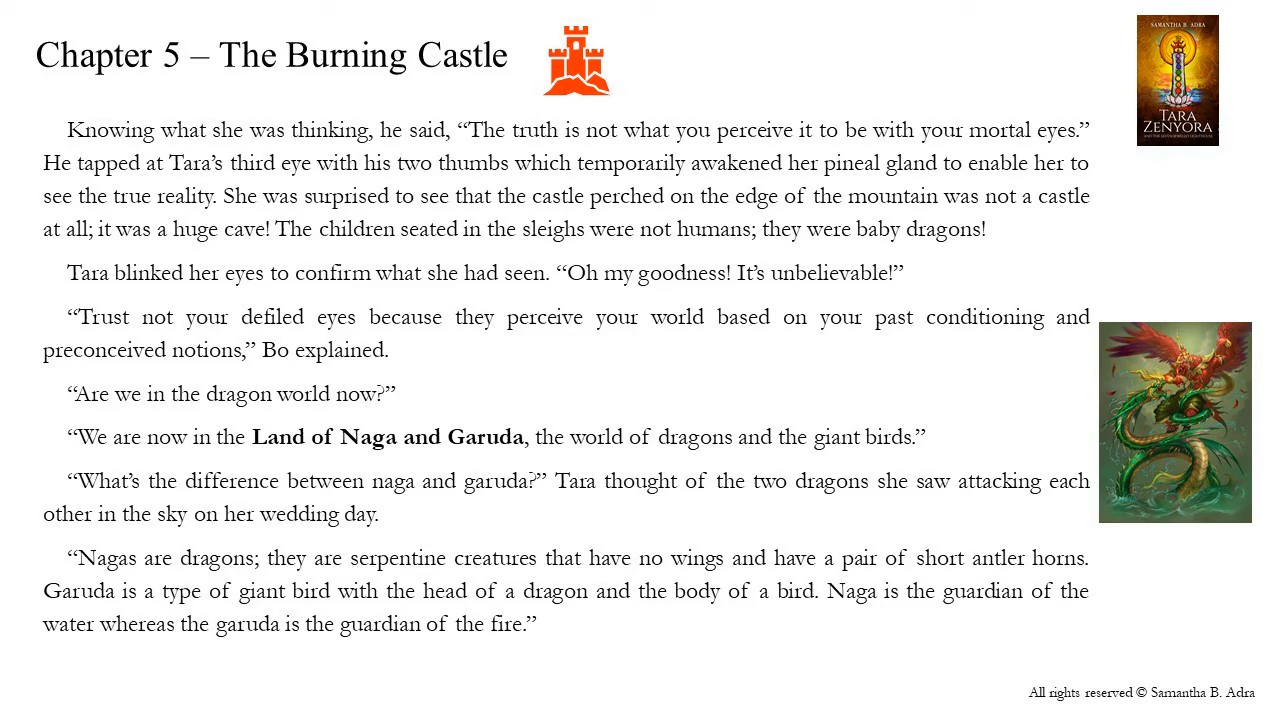 Chapter 5 – The Burning Castle
SAMANTHA B. ADRA
TARA
ZENYORA
Knowing what she was thinking, he said, “The truth is not what you perceive it to be with your mortal eyes.”
He tapped at Tara’s third eye with his two thumbs which temporarily awakened her pineal gland to enable her to
see the true reality. She was surprised to see that the castle perched on the edge of the mountain was not a castle
at all; it was a huge cave! The children seated in the sleighs were not humans; they were baby dragons!
Tara blinked her eyes to confirm what she had seen. “Oh my goodness! It’s unbelievable!”
“Trust not your defiled eyes because they perceive your world based on your past conditioning and
preconceived notions,” Bo explained.
“Are we in the dragon world now?”
“We are now in the Land of Naga and Garuda, the world of dragons and the giant birds.”
“What’s the difference between naga and garuda?” Tara thought of the two dragons she saw attacking each
other in the sky on her wedding day.
“Nagas are dragons; they are serpentine creatures that have no wings and have a pair of short antler horns.
Garuda is a type of giant bird with the head of a dragon and the body of a bird. Naga is the guardian of the
water whereas the garuda is the guardian of the fire.”
All rights reserved © Samantha B. Adra